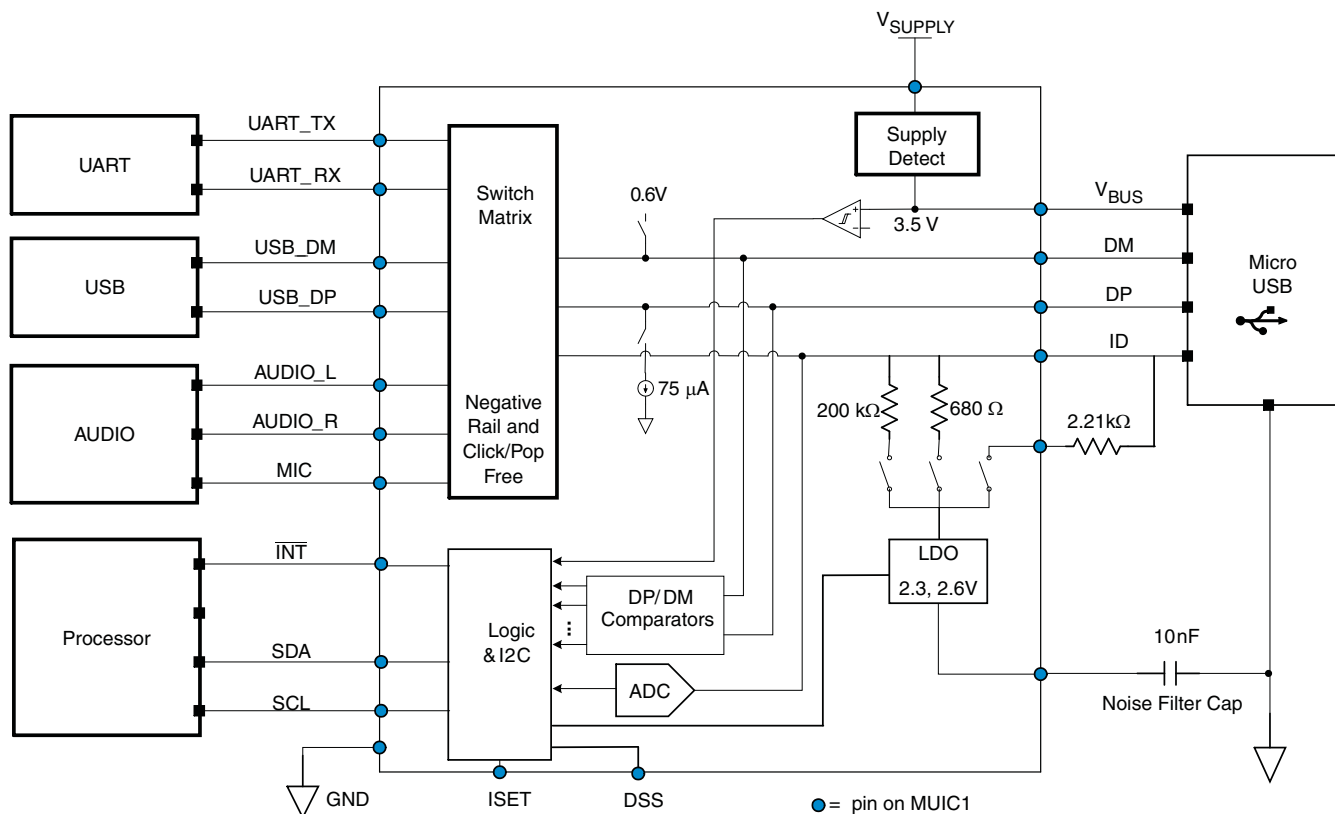 V_SUPPLY
UART
UART_TX
UART_RX
Switch
Matrix
Supply
Detect
0.6V
3.5 V
V_BUS
USB
USB_DM
USB_DP
DM
DP
ID
Micro
USB
AUDIO
AUDIO_L
AUDIO_R
MIC
Negative
Rail and
Click/Pop
Free
75 μA
200 kΩ
680 Ω
2.21kΩ
Processor
INT
SDA
SCL
Logic
& I2C
DP/DM
Comparators
ADC
LDO
2.3, 2.6V
10nF
Noise Filter Cap
GND
ISET
DSS
= pin on MUIC1